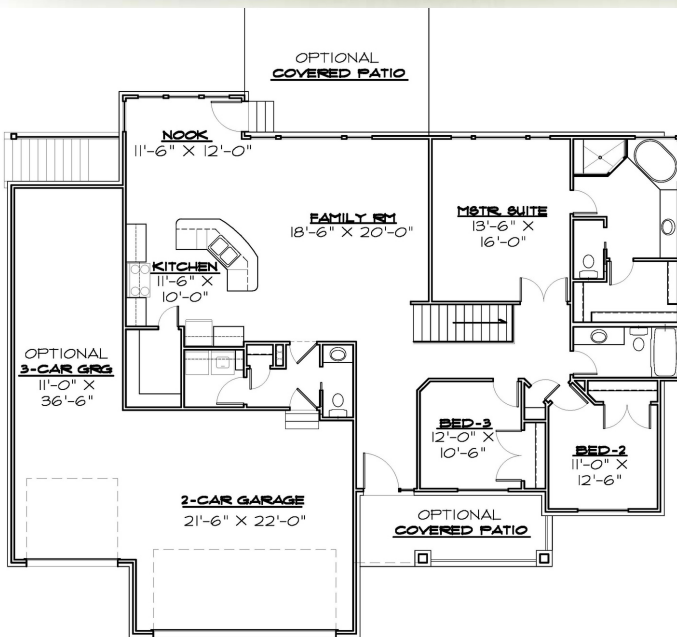 OPTIONAL
COVERED PATIO
NOOK
11'-6" X 12'-0"
FAMILY RM
18'-6" X 20'-0"
MSTR. SUITE
13'-6" X
16'-0"
KITCHEN
11'-6" X
10'-0"
OPTIONAL
3-CAR GRG
11'-0" X
36'-6"
BED-3
12'-0" X
10'-6"
BED-2
11'-0" X
12'-6"
2-CAR GARAGE
21'-6" X 22'-0"
OPTIONAL
COVERED PATIO